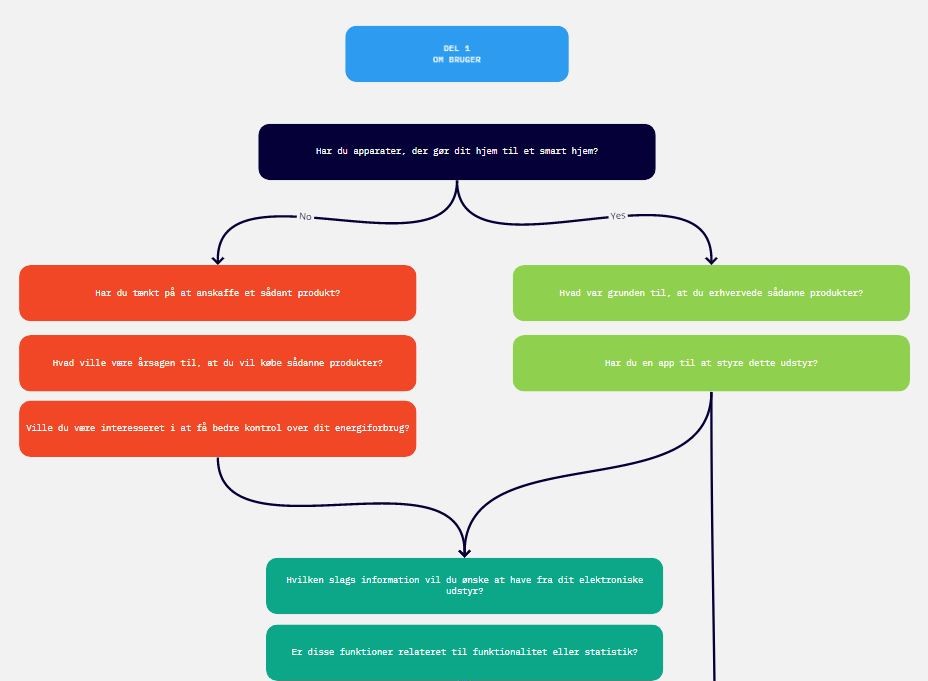 DEL 1
OM BRUGER
Har du apparater, der gør dit hjem til et smart hjem?
No
Yes
Har du tænkt på at anskaffe et sådant produkt?
Hvad var grunden til, at du erhvervede sådanne produkter?
Hvad ville være årsagen til, at du vil købe sådanne produkter?
Har du en app til at styre dette udstyr?
Ville du være interesseret i at få bedre kontrol over dit energiforbrug?
Hvilken slags information vil du ønske at have fra dit elektroniske
udstyr?
Er disse funktioner relateret til funktionalitet eller statistik?